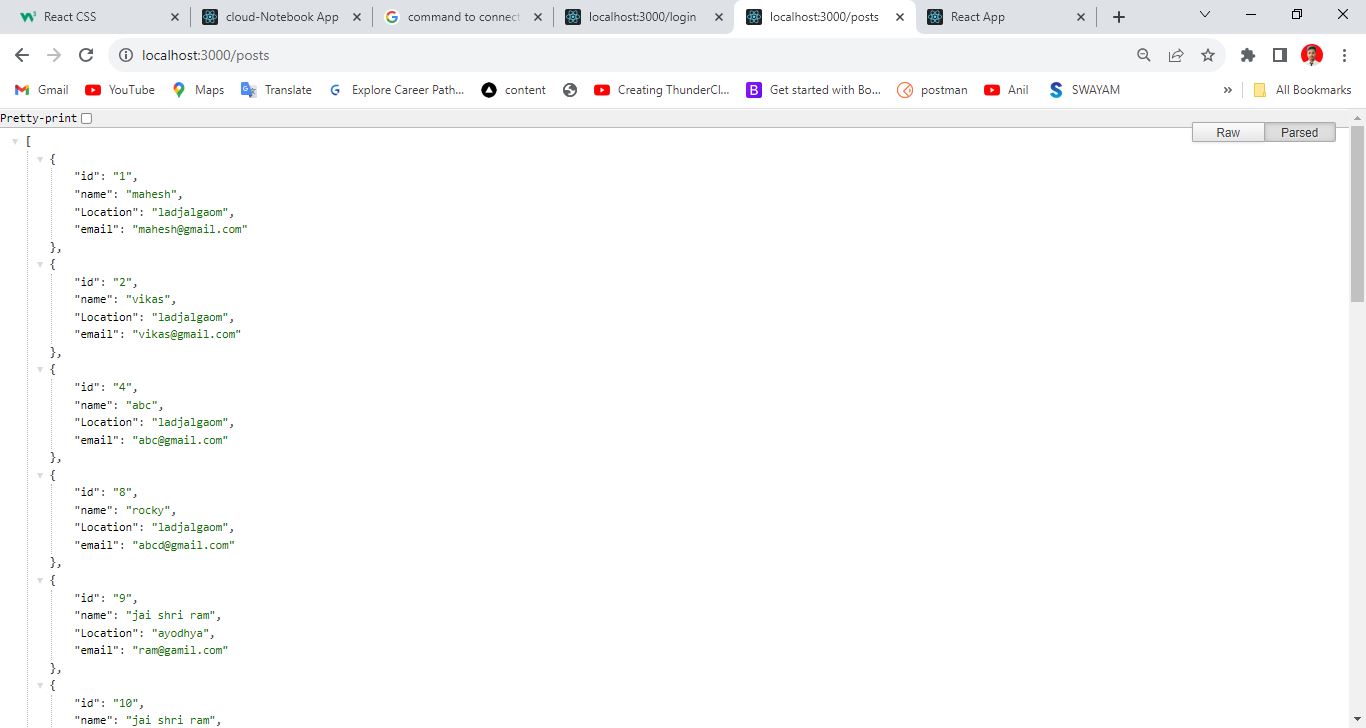 React CSS
cloud-Notebook App
command to connect
localhost:3000/login
localhost:3000/posts
React App
localhost:3000/posts
Gmail
YouTube
Maps
Translate
Explore Career Path...
content
Creating ThunderCl...
Get started with Bo...
postman
Anil
SWAYAM
»
All Bookmarks
Pretty-print
Raw
Parsed
[
{
"id": "1",
"name": "mahesh",
"Location": "ladjalgaom",
"email": "mahesh@gmail.com"
},
{
"id": "2",
"name": "vikas",
"Location": "ladjalgaom",
"email": "vikas@gmail.com"
},
{
"id": "4",
"name": "abc",
"Location": "ladjalgaom",
"email": "abc@gmail.com"
},
{
"id": "8",
"name": "rocky",
"Location": "ladjalgaom",
"email": "abcd@gmail.com"
},
{
"id": "9",
"name": "jai shri ram",
"Location": "ayodhya",
"email": "ram@gamil.com"
},
{
"id": "10",
"name": "jai shri ram",